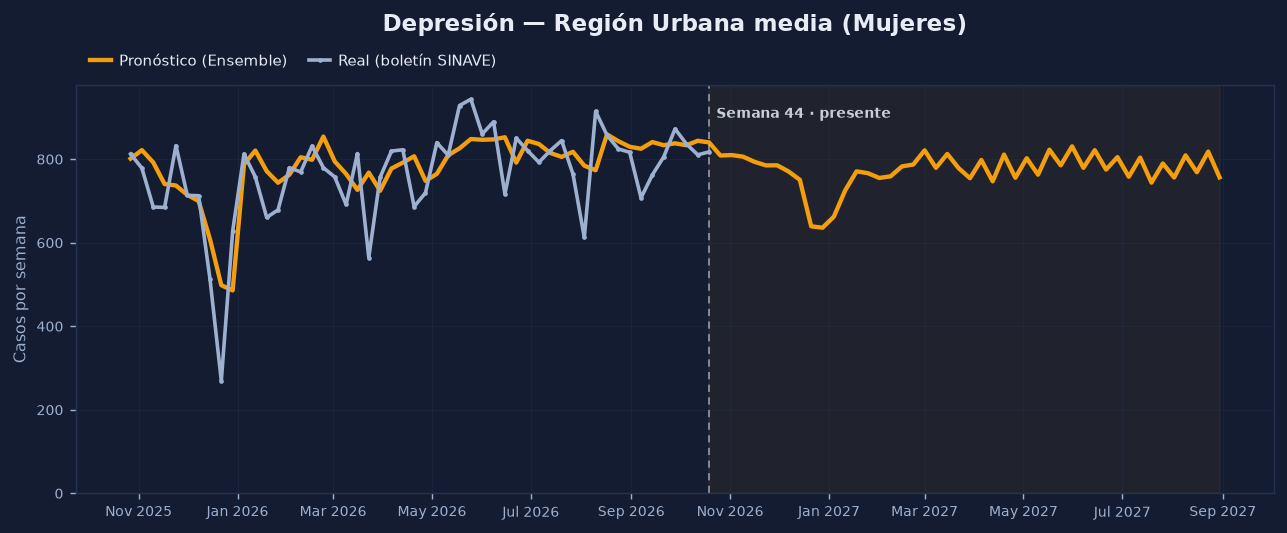 Depresión — Región Urbana media (Mujeres)
Pronóstico (Ensemble) Real (boletín SINAVE)
Semana 44 · presente
Casos por semana
800
600
400
200
0
Nov 2025 Jan 2026 Mar 2026 May 2026 Jul 2026 Sep 2026 Nov 2026 Jan 2027 Mar 2027 May 2027 Jul 2027 Sep 2027